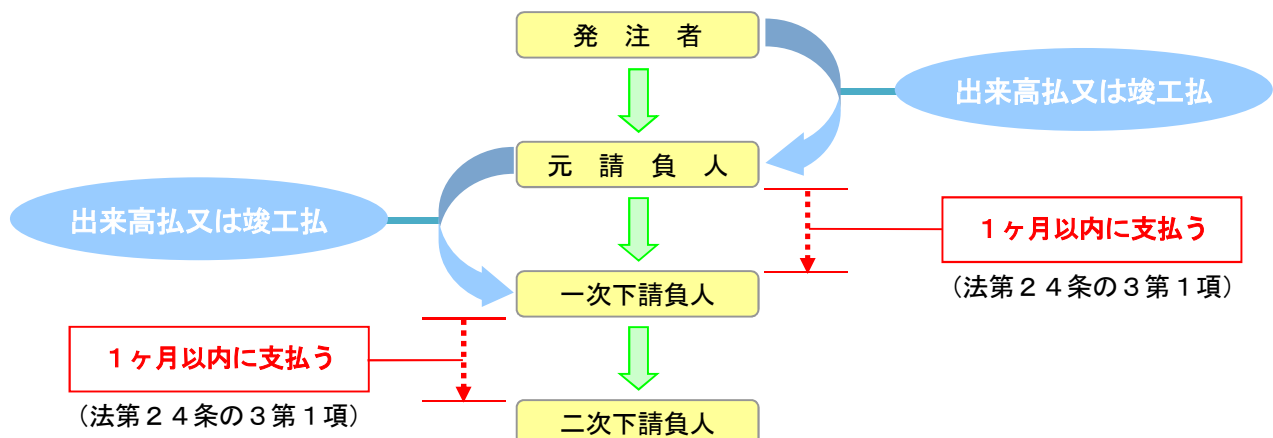 発 注 者
出来高払又は竣工払
元 請 負 人
出来高払又は竣工払
１ヶ月以内に支払う
（法第２４条の３第１項）
一次下請負人
１ヶ月以内に支払う
（法第２４条の３第１項）
二次下請負人